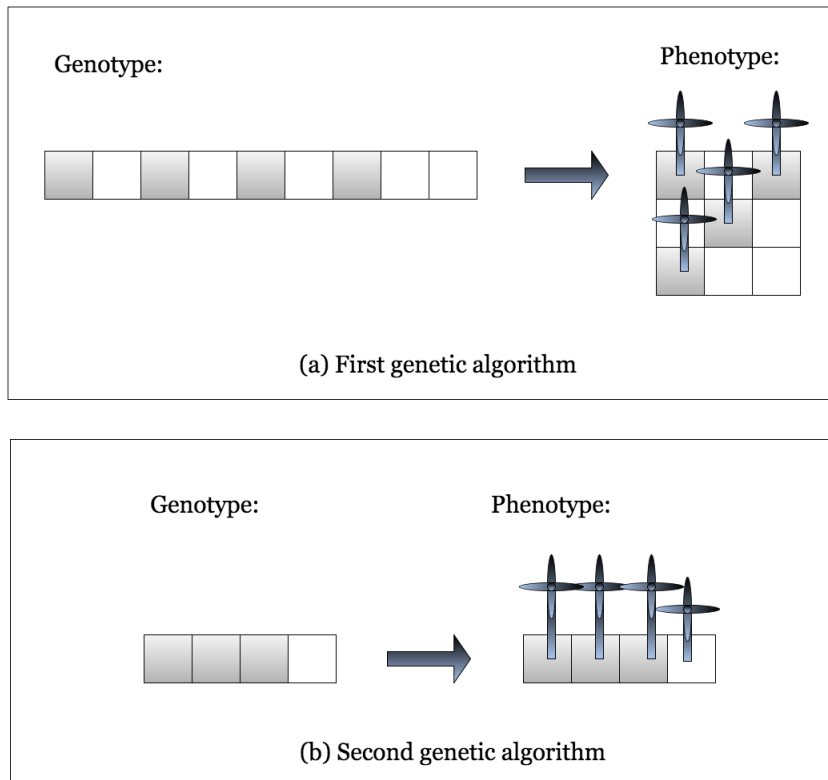 Genotype:
Phenotype:
(a) First genetic algorithm
Genotype:
Phenotype:
(b) Second genetic algorithm